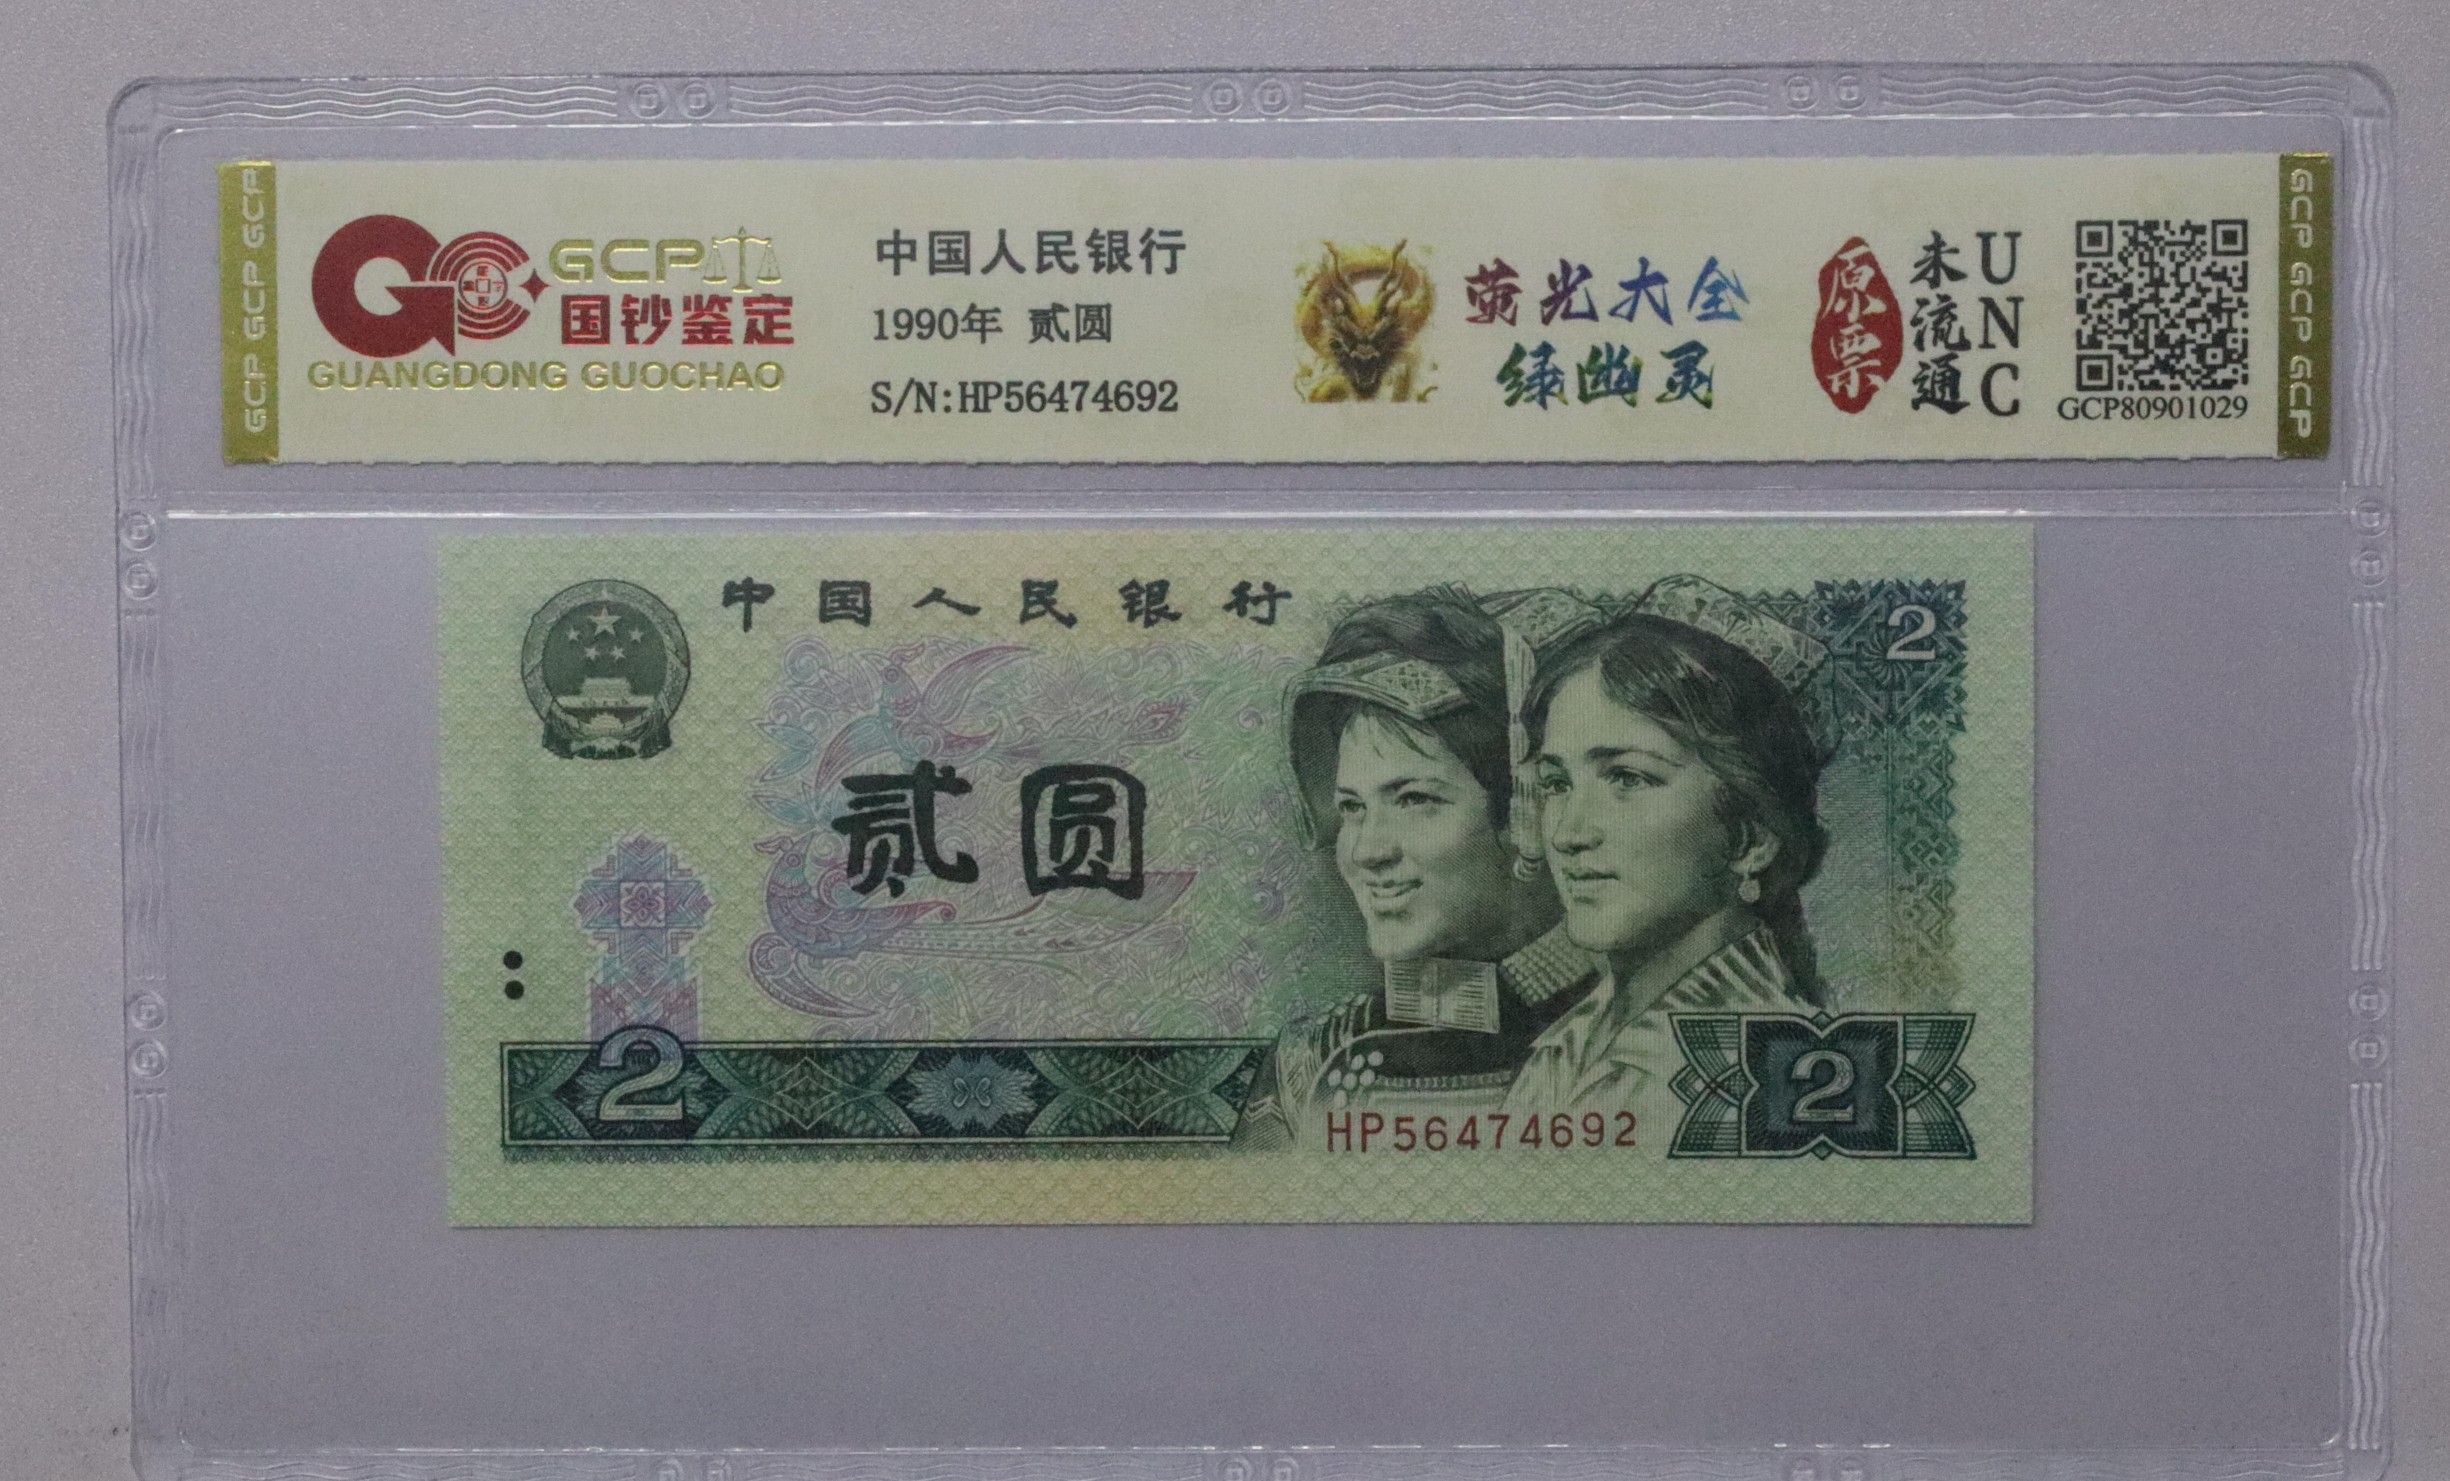 GCP GCP GCP
GCP
国钞鉴定
GUANGDONG GUOCHAO
中国人民银行
1990年 贰圆
S/N:HP56474692
荧光大全
绿幽灵
原票
未流通
UNC
GCP80901029
GCP GCP GCP
中国人民银行
2
贰圆
2
HP56474692
2